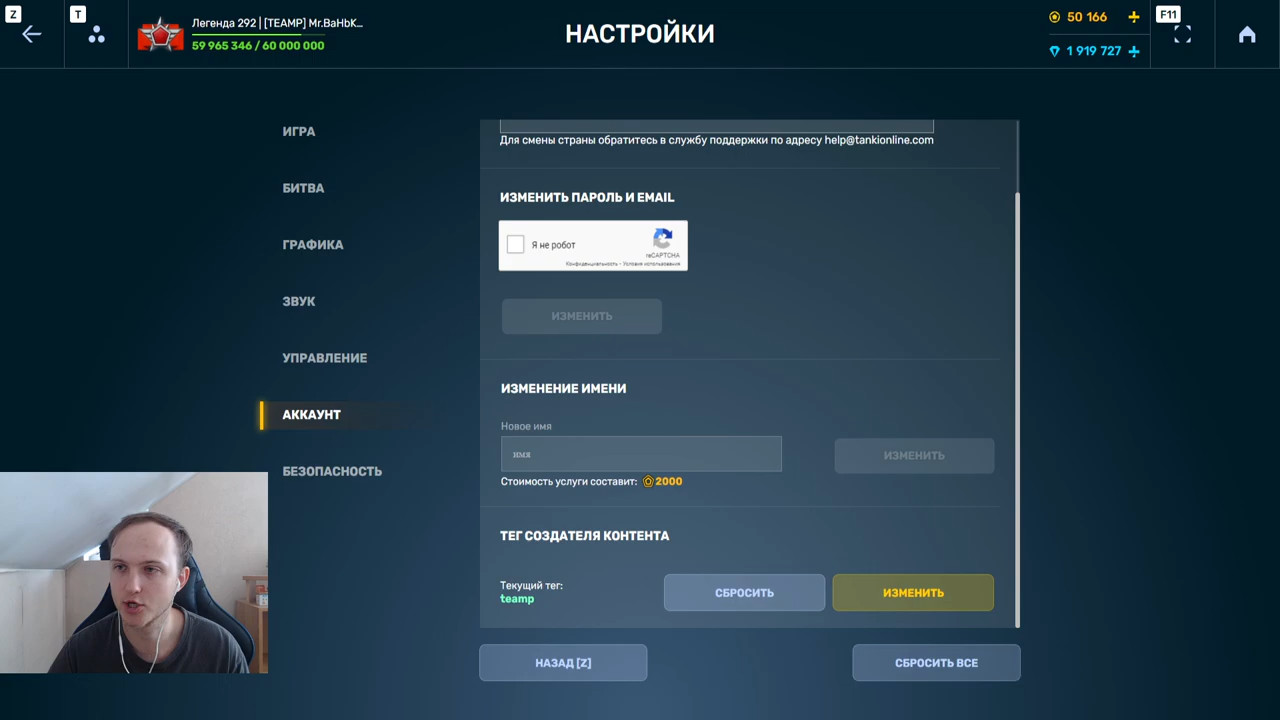 Z
T
Легенда 292 | [TEAMP] Mr.BaHbK...
59 965 346 / 60 000 000
НАСТРОЙКИ
50 166
1 919 727
F11
ИГРА
БИТВА
ГРАФИКА
ЗВУК
УПРАВЛЕНИЕ
АККАУНТ
БЕЗОПАСНОСТЬ
Для смены страны обратитесь в службу поддержки по адресу help@tankionline.com
ИЗМЕНИТЬ ПАРОЛЬ И EMAIL
Я не робот
reCAPTCHA
Конфиденциальность - Условия использования
ИЗМЕНИТЬ
ИЗМЕНЕНИЕ ИМЕНИ
Новое имя
имя
ИЗМЕНИТЬ
Стоимость услуги составит: 2000
ТЕГ СОЗДАТЕЛЯ КОНТЕНТА
Текущий тег:
teamp
СБРОСИТЬ
ИЗМЕНИТЬ
НАЗАД [Z]
СБРОСИТЬ ВСЕ